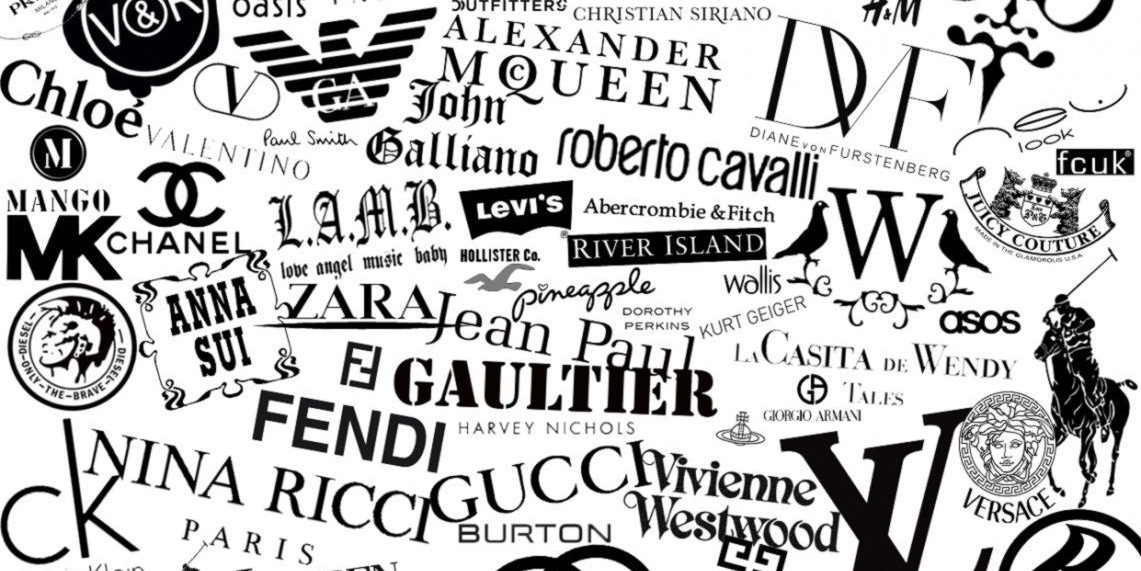 oasis
OUTFITTERS
CHRISTIAN SIRIANO
H&M
V&R
ALEXANDER
MCQUEEN
Chloé
V
GA
DVF
DIANE VON FURSTENBERG
look
VALENTINO
Paul Smith
John
Galliano
roberto cavalli
fcuk®
M
MANGO
CHANEL
L.A.M.B.
love angel music baby
Levi's®
Abercrombie & Fitch
HOLLISTER Co.
RIVER ISLAND
W
JUICY COUTURE
MADE IN THE GLAMOROUS U.S.A
MK
ANNA
SUI
ZARA
pineapple
wallis
DOROTHY
PERKINS
KURT GEIGER
asos
DIESEL
ONLY-THE-BRAVE
DIESEL
Jean Paul
GAULTIER
LA CASITA DE WENDY
TALES
GIORGIO ARMANI
FENDI
HARVEY NICHOLS
VERSACE
cK
NINA RICCI
PARIS
GUCCI
BURTON
Vivienne
Westwood
LV
Klein